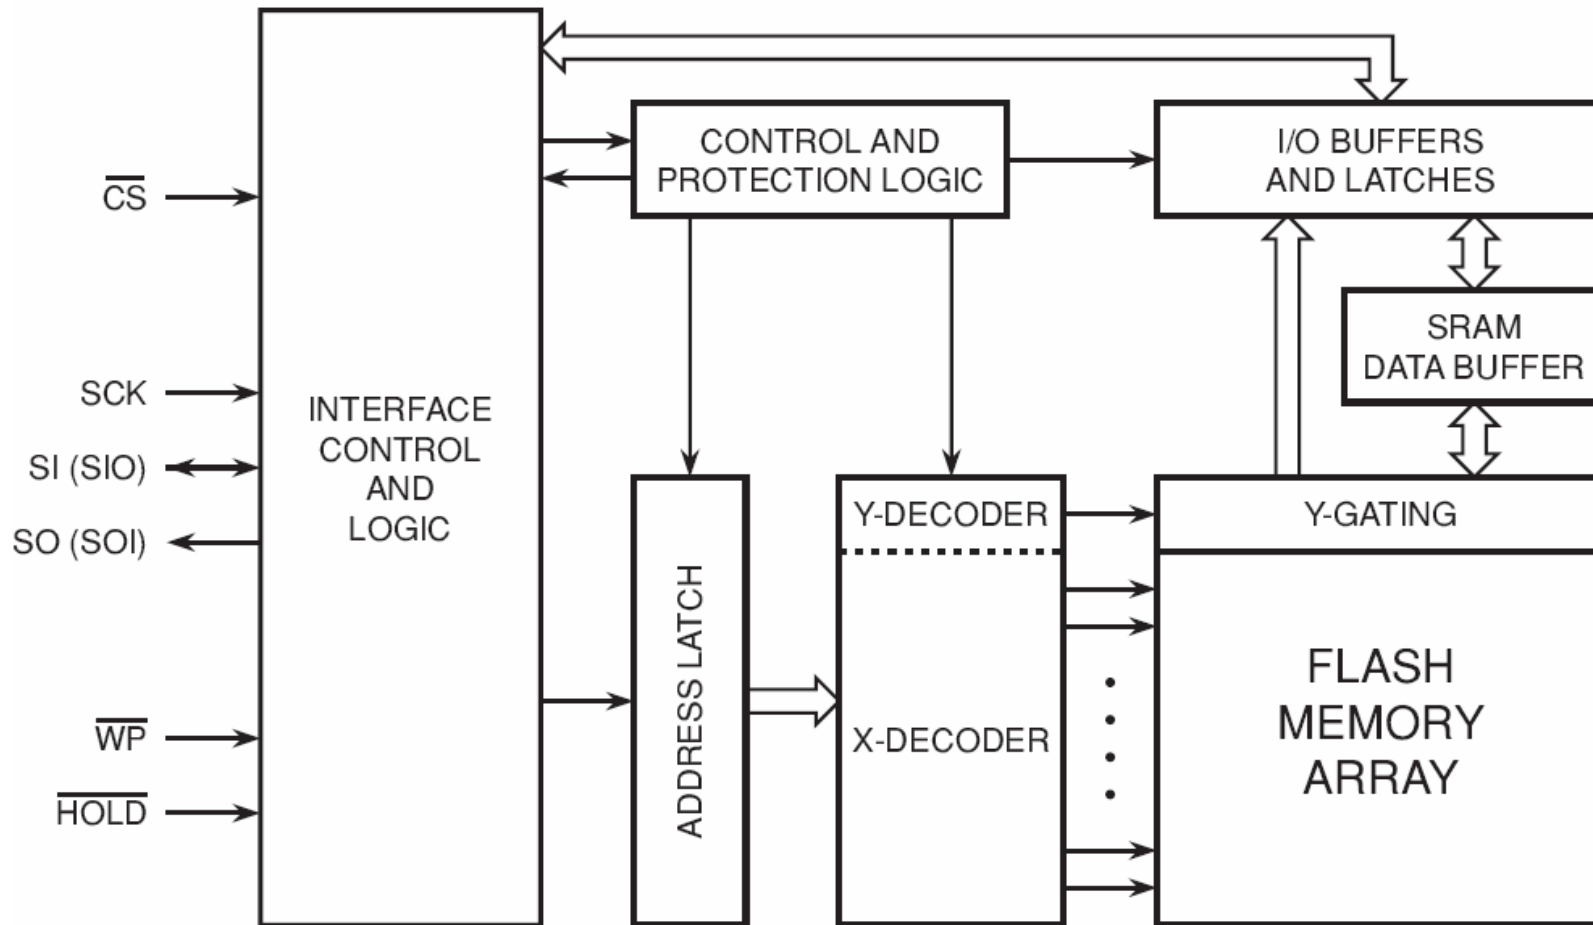 CS
SCK
SI (SIO)
SO (SOI)
WP
HOLD
INTERFACE
CONTROL
AND
LOGIC
CONTROL AND
PROTECTION LOGIC
I/O BUFFERS
AND LATCHES
SRAM
DATA BUFFER
ADDRESS LATCH
Y-DECODER
X-DECODER
Y-GATING
FLASH
MEMORY
ARRAY